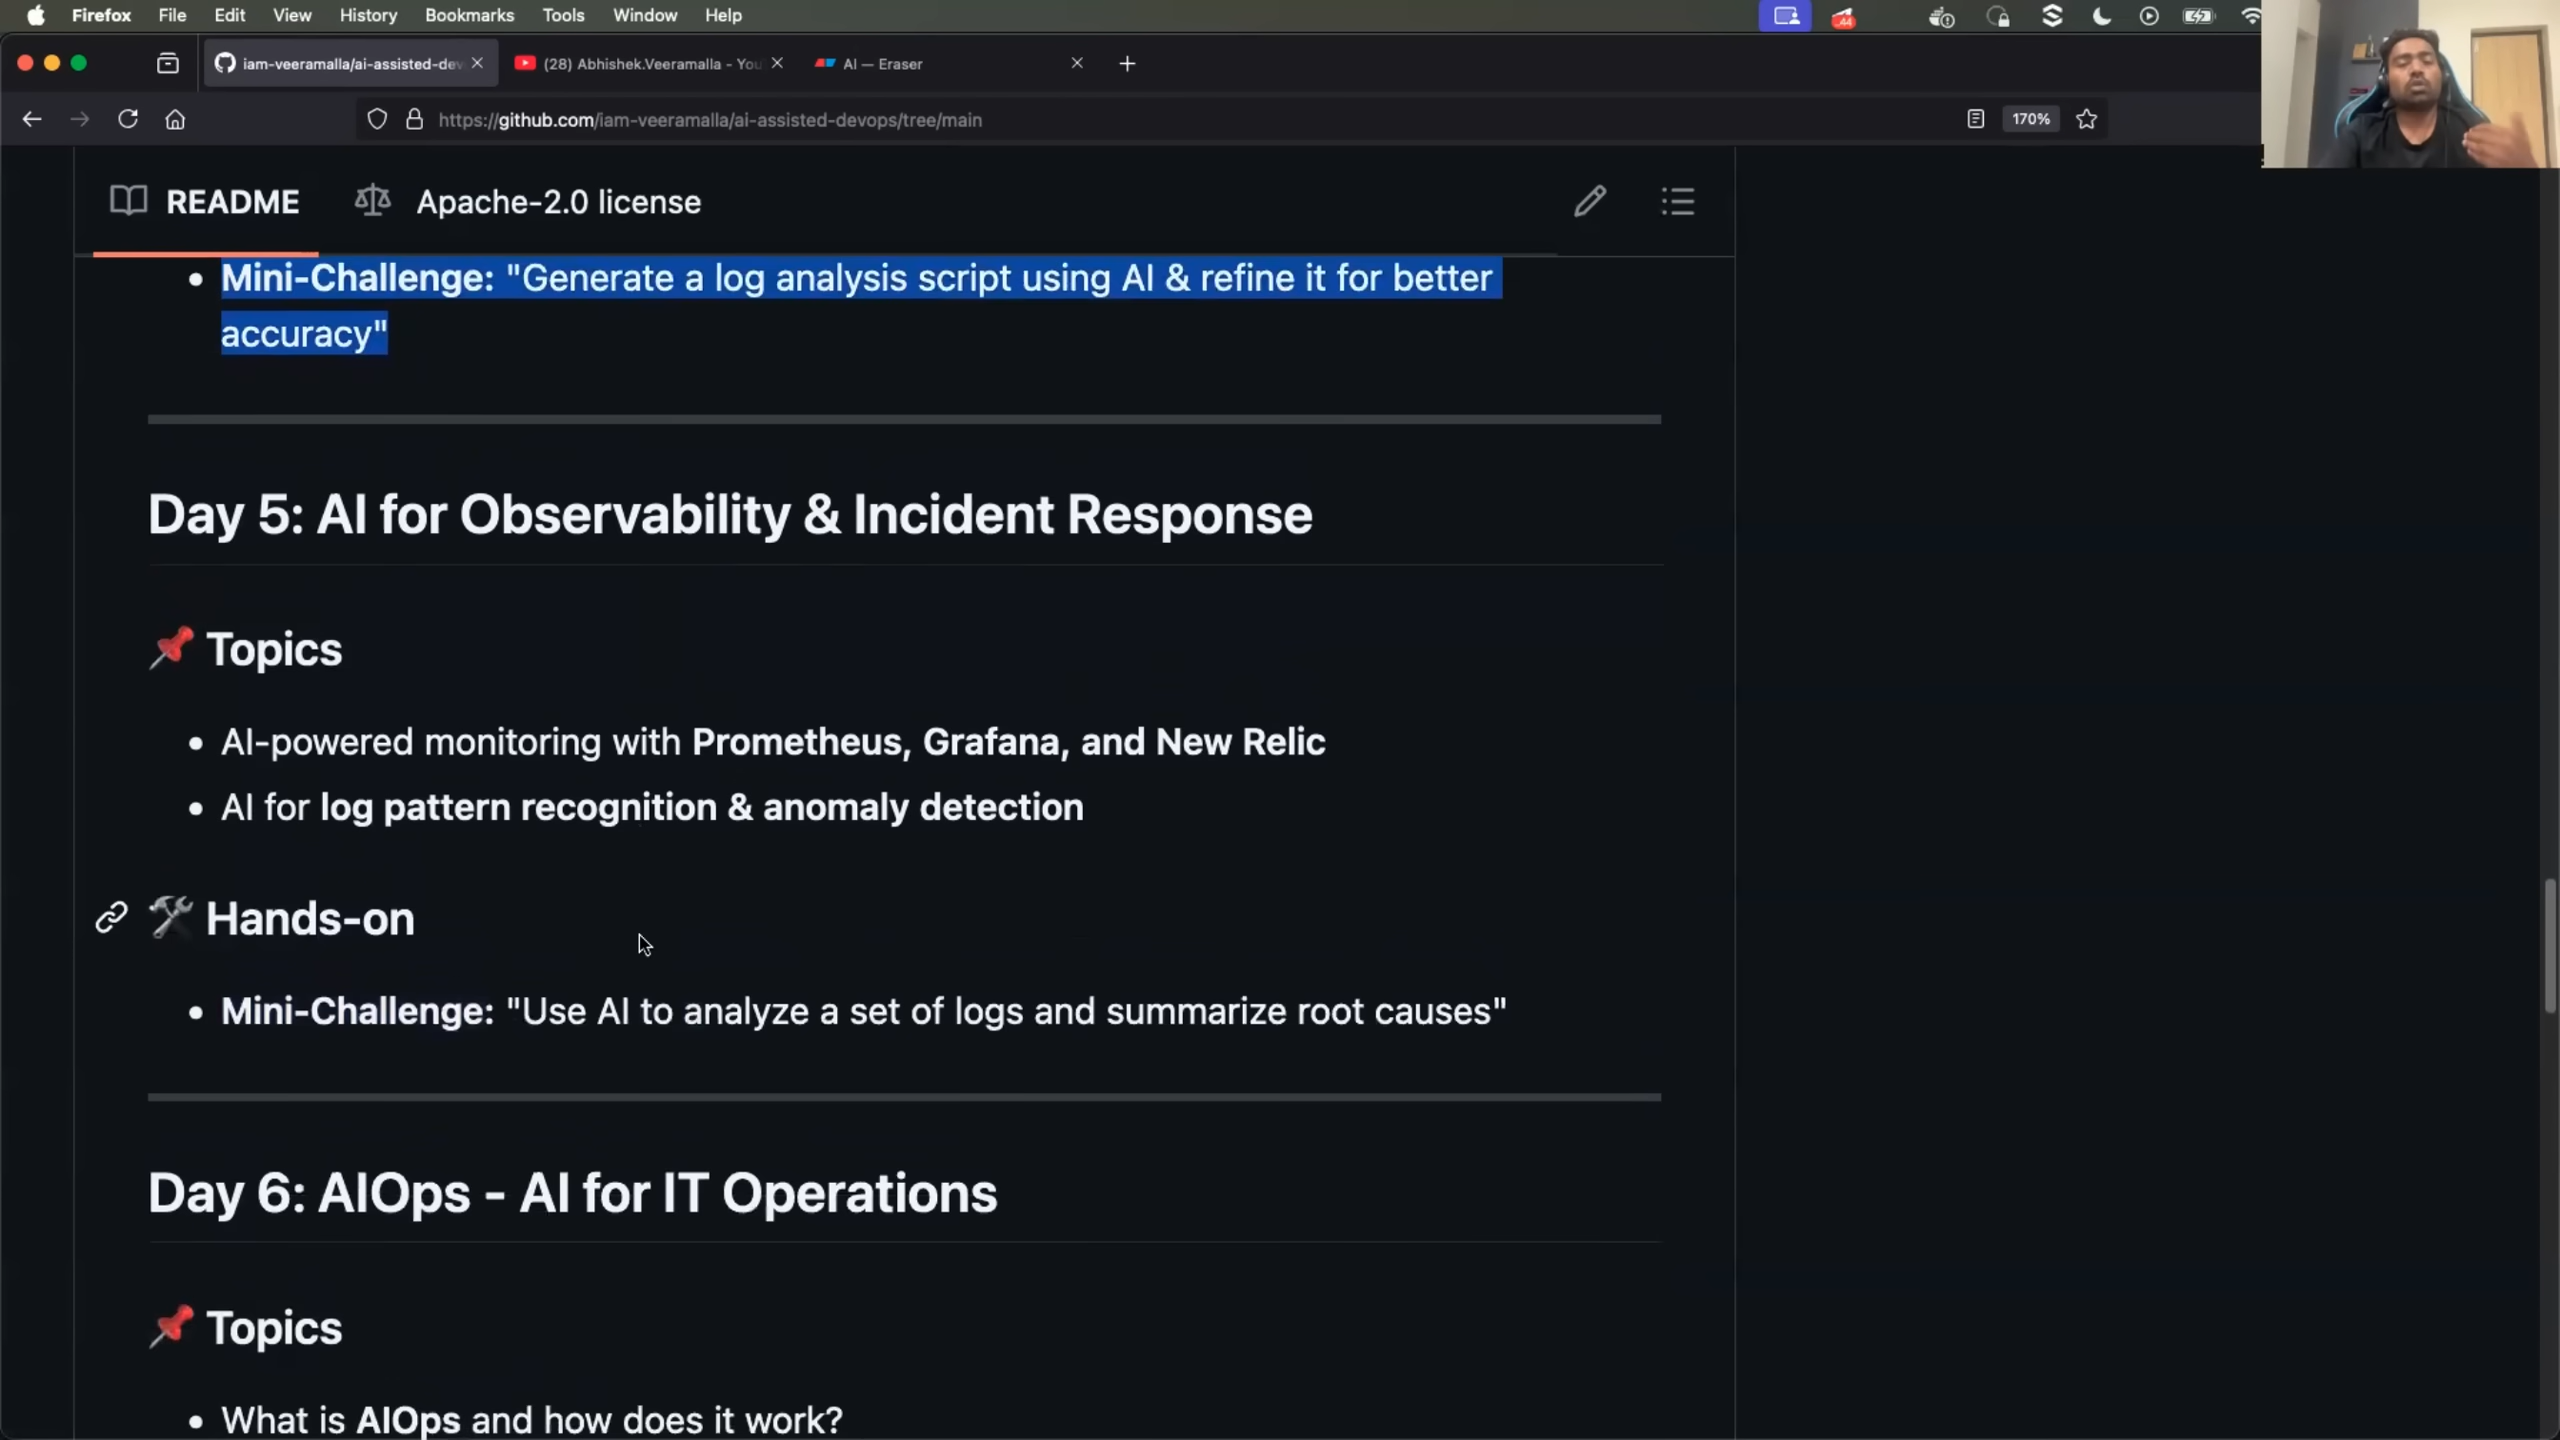 Firefox File Edit View History Bookmarks Tools Window Help
44
iam-veeramalla/ai-assisted-dev
(28) Abhishek.Veeramalla - You
AI — Eraser
https://github.com/iam-veeramalla/ai-assisted-devops/tree/main
170%
README
Apache-2.0 license
Mini-Challenge: "Generate a log analysis script using AI & refine it for better
accuracy"
Day 5: AI for Observability & Incident Response
📌 Topics
• AI-powered monitoring with Prometheus, Grafana, and New Relic
• AI for log pattern recognition & anomaly detection
🛠 Hands-on
• Mini-Challenge: "Use AI to analyze a set of logs and summarize root causes"
Day 6: AIOps - AI for IT Operations
📌 Topics
• What is AIOps and how does it work?